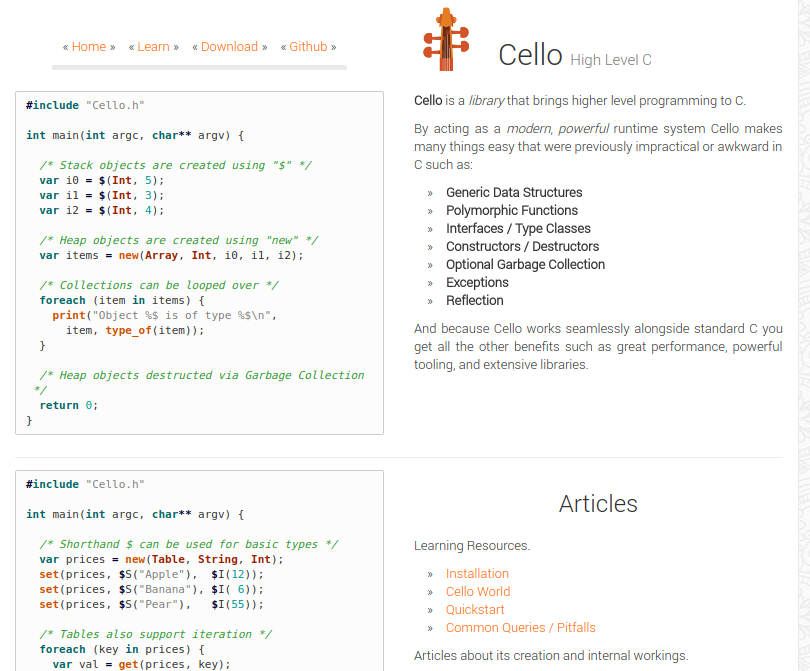 « Home » « Learn » « Download » « Github »
Cello High Level C
#include "Cello.h"
int main(int argc, char** argv) {
/* Stack objects are created using "$" */
var i0 = $(Int, 5);
var i1 = $(Int, 3);
var i2 = $(Int, 4);
/* Heap objects are created using "new" */
var items = new(Array, Int, i0, i1, i2);
/* Collections can be looped over */
foreach (item in items) {
print("Object %$ is of type %$\n",
item, type_of(item));
}
/* Heap objects destructed via Garbage Collection
*/
return 0;
}
Cello is a library that brings higher level programming to C.
By acting as a modern, powerful runtime system Cello makes
many things easy that were previously impractical or awkward in
C such as:
» Generic Data Structures
» Polymorphic Functions
» Interfaces / Type Classes
» Constructors / Destructors
» Optional Garbage Collection
» Exceptions
» Reflection
And because Cello works seamlessly alongside standard C you
get all the other benefits such as great performance, powerful
tooling, and extensive libraries.
#include "Cello.h"
int main(int argc, char** argv) {
/* Shorthand $ can be used for basic types */
var prices = new(Table, String, Int);
set(prices, $S("Apple"), $I(12));
set(prices, $S("Banana"), $I( 6));
set(prices, $S("Pear"), $I(55));
/* Tables also support iteration */
foreach (key in prices) {
var val = get(prices, key);
Articles
Learning Resources.
» Installation
» Cello World
» Quickstart
» Common Queries / Pitfalls
Articles about its creation and internal workings.